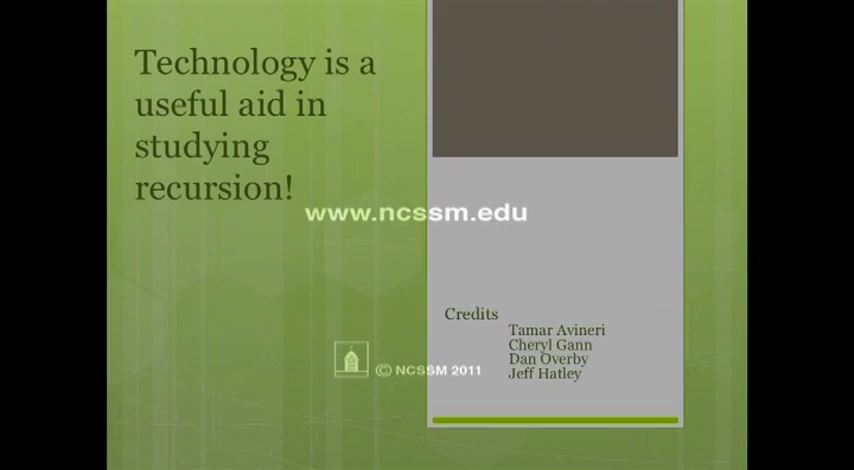 Technology is a
useful aid in
studying
recursion!
www.ncssm.edu
Credits
Tamar Avineri
Cheryl Gann
Dan Overby
Jeff Hatley
© NCSSM 2011